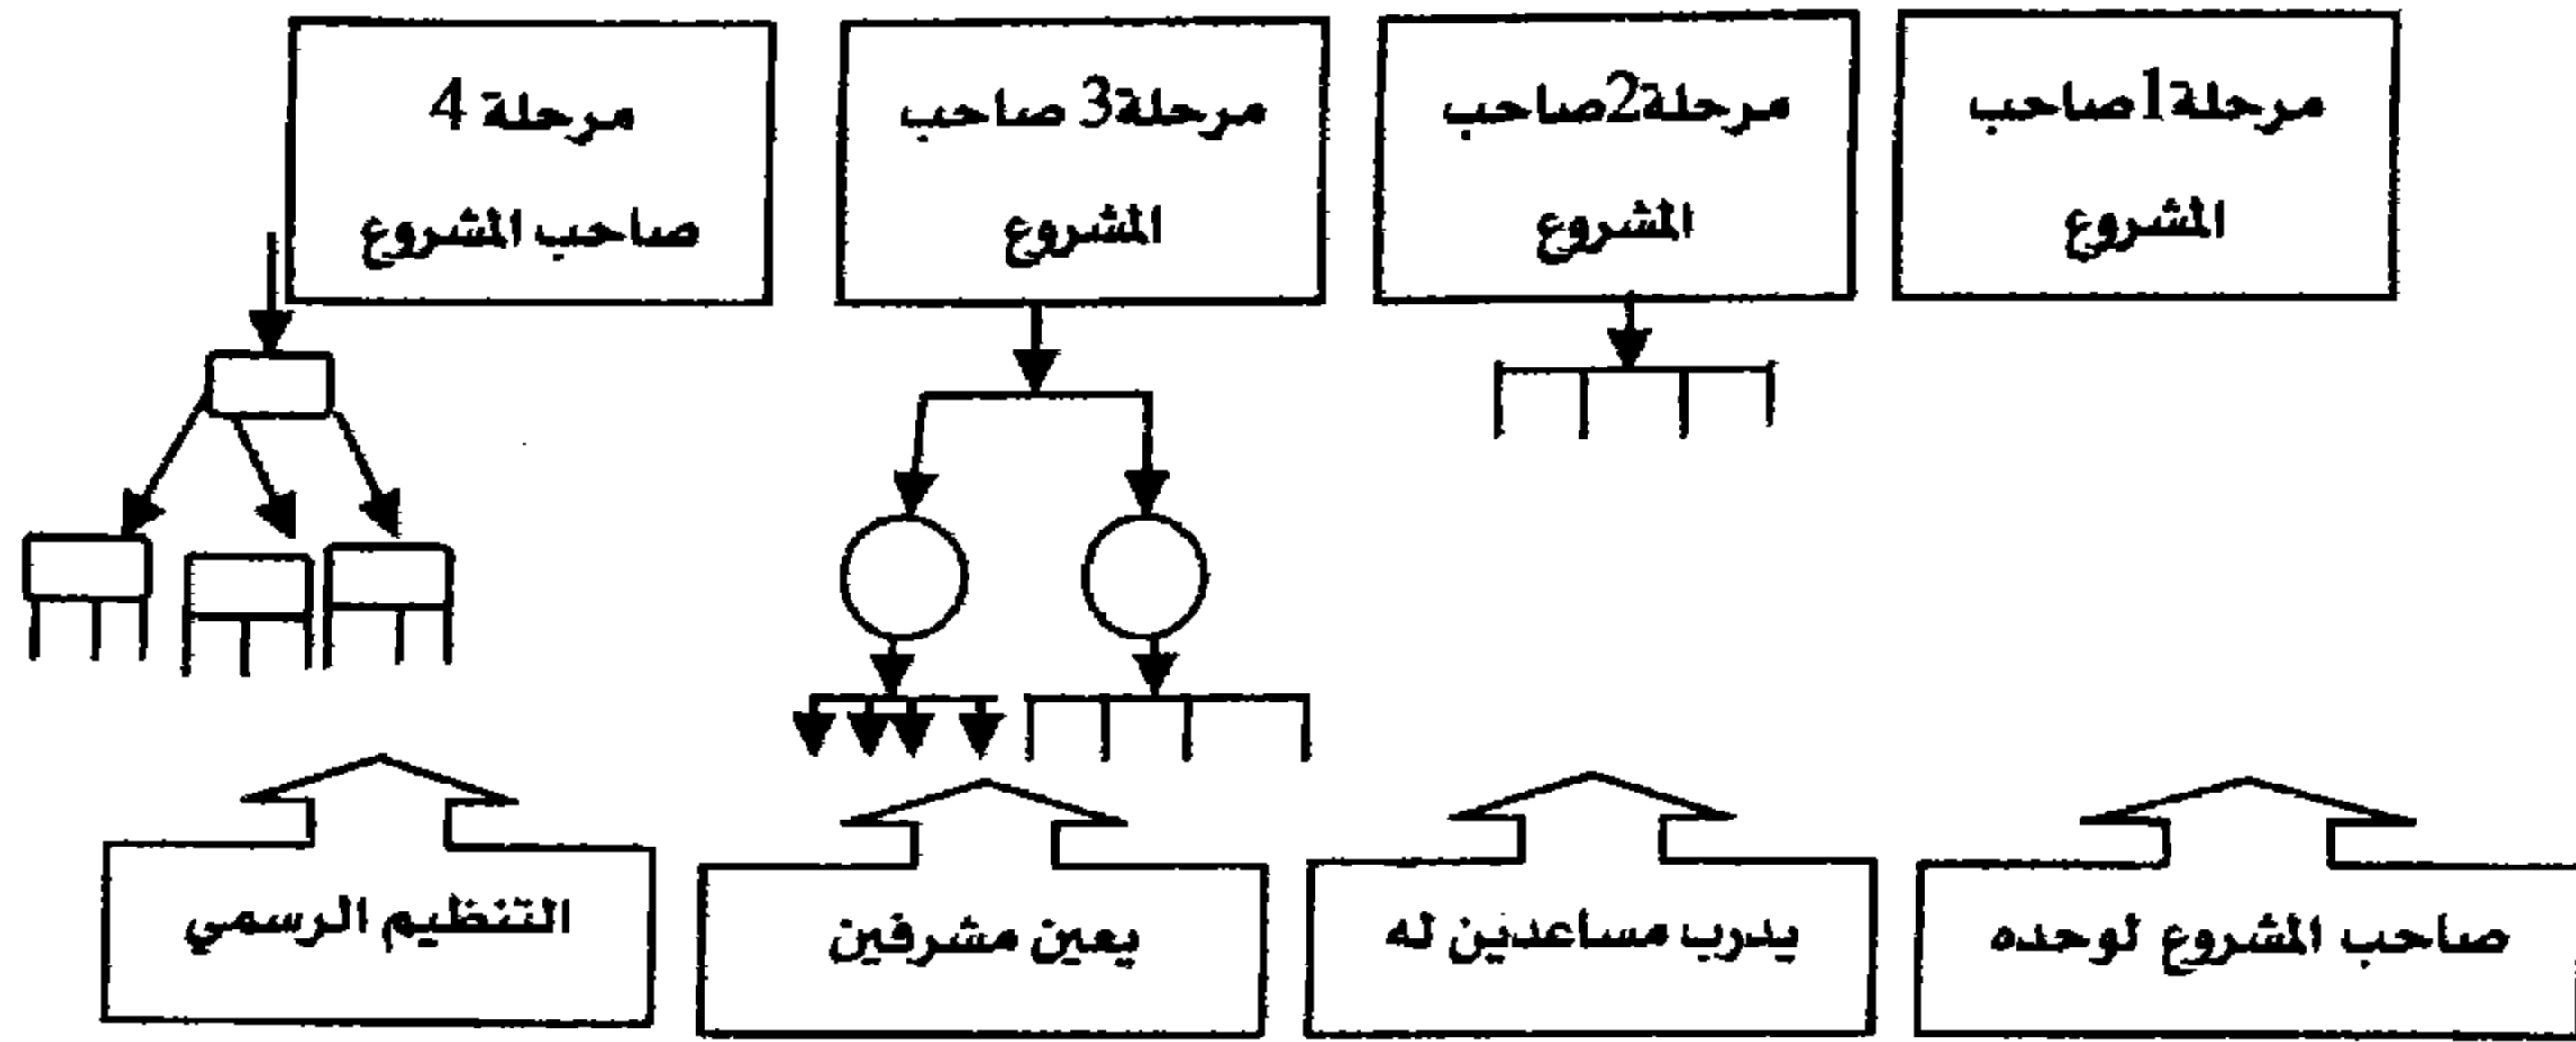 مرحلة1صاحب
المشروع
مرحلة2صاحب
المشروع
مرحلة3 صاحب
المشروع
مرحلة 4
صاحب المشروع
صاحب المشروع لوحده
يدرب مساعدين له
يعين مشرفين
التنظيم الرسمي